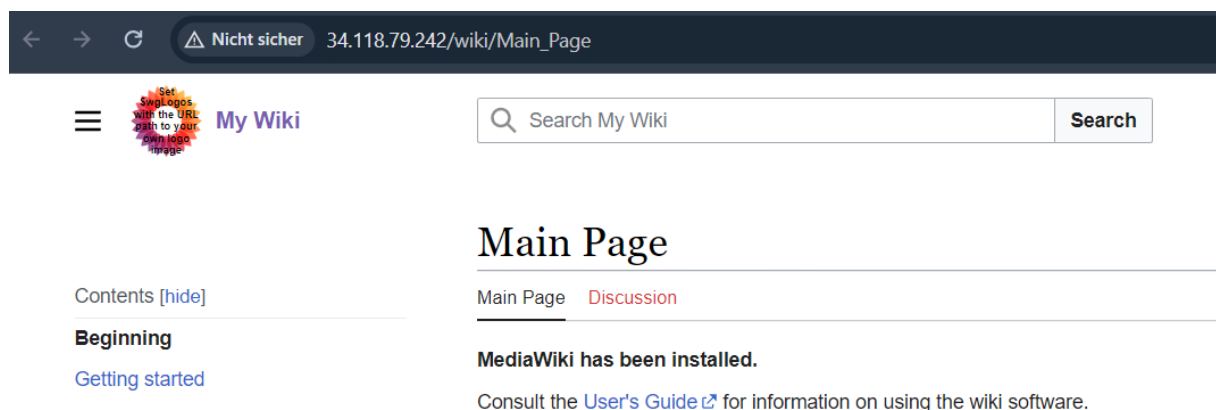 Nicht sicher 34.118.79.242/wiki/Main_Page
Set
$wgLogos
with the URL
path to your
own logo
image
My Wiki
Search My Wiki
Search
Main Page
Contents [hide]
Main Page Discussion
Beginning
MediaWiki has been installed.
Getting started
Consult the User's Guide for information on using the wiki software.